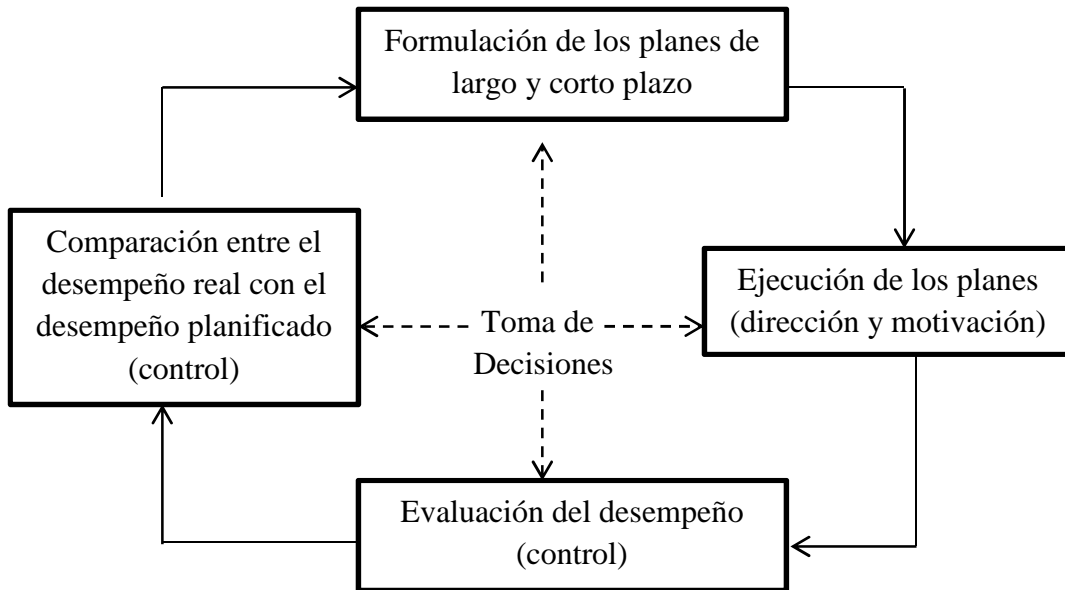 Formulación de los planes de
largo y corto plazo
Comparación entre el
desempeño real con el
desempeño planificado
(control)
Toma de
Decisiones
Ejecución de los planes
(dirección y motivación)
Evaluación del desempeño
(control)